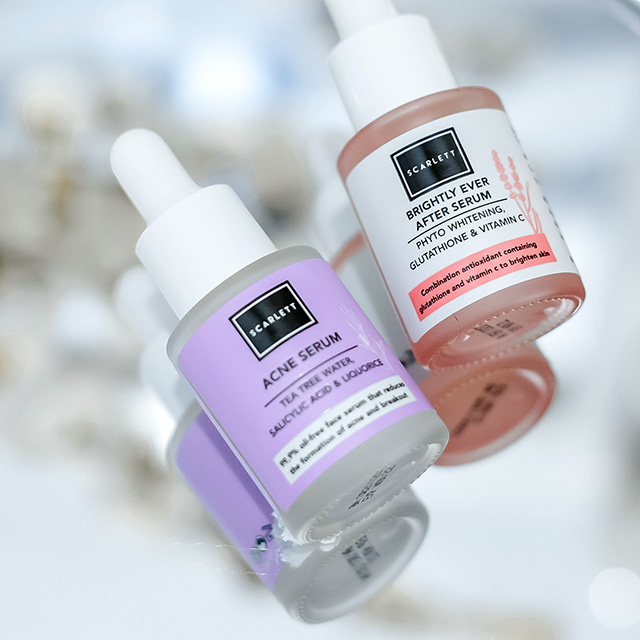 SCARLETT
ACNE SERUM
TEA TREE WATER,
SALICYLIC ACID & LIQUORICE
99,9% oil-free face serum that reduces
the formation of acne and breakout
SCARLETT
BRIGHTLY EVER
AFTER SERUM
PHYTO WHITENING,
GLUTATHIONE & VITAMIN C
Combination antioxidant containing
glutathione and vitamin c to brighten skin